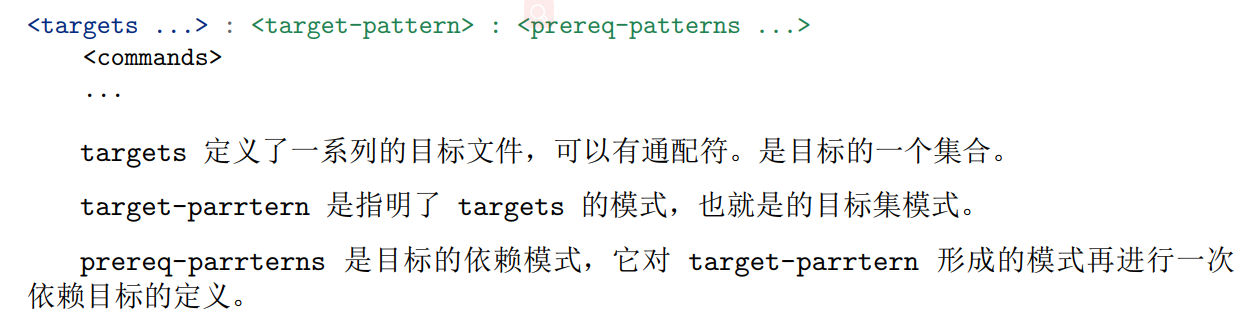 <targets ...> : <target-pattern> : <prereq-patterns ...>
<commands>
...
targets 定义了一系列的目标文件，可以有通配符。是目标的一个集合。
target-parrtern 是指明了 targets 的模式，也就是的目标集模式。
prereq-parrterns 是目标的依赖模式，它对 target-parrtern 形成的模式再进行一次
依赖目标的定义。